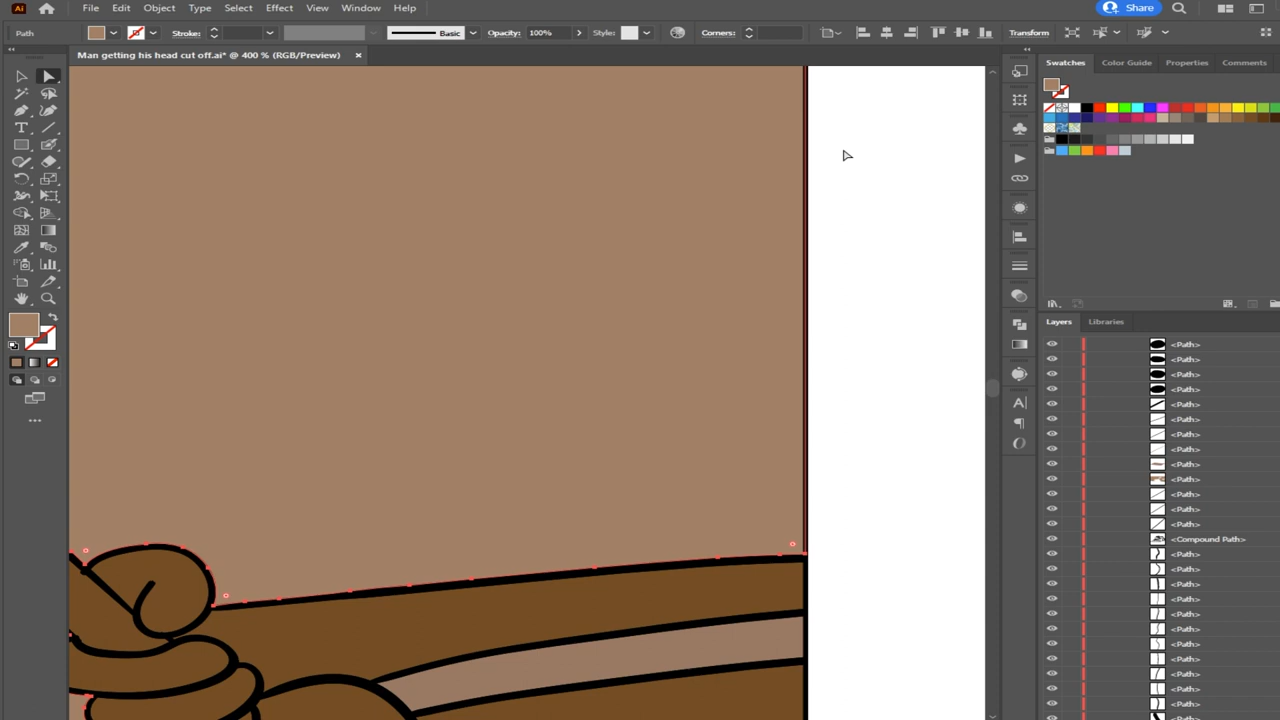 Ai File Edit Object Type Select Effect View Window Help Share
Path Stroke: Basic Opacity: 100% Style: Corners: Transform
Man getting his head cut off.ai* @ 400 % (RGB/Preview)
Swatches Color Guide Properties Comments
Layers Libraries
<Path>
<Path>
<Path>
<Path>
<Path>
<Path>
<Path>
<Path>
<Path>
<Path>
<Path>
<Path>
<Path>
<Compound Path>
<Path>
<Path>
<Path>
<Path>
<Path>
<Path>
<Path>
<Path>
<Path>
<Path>
<Path>
<Path>